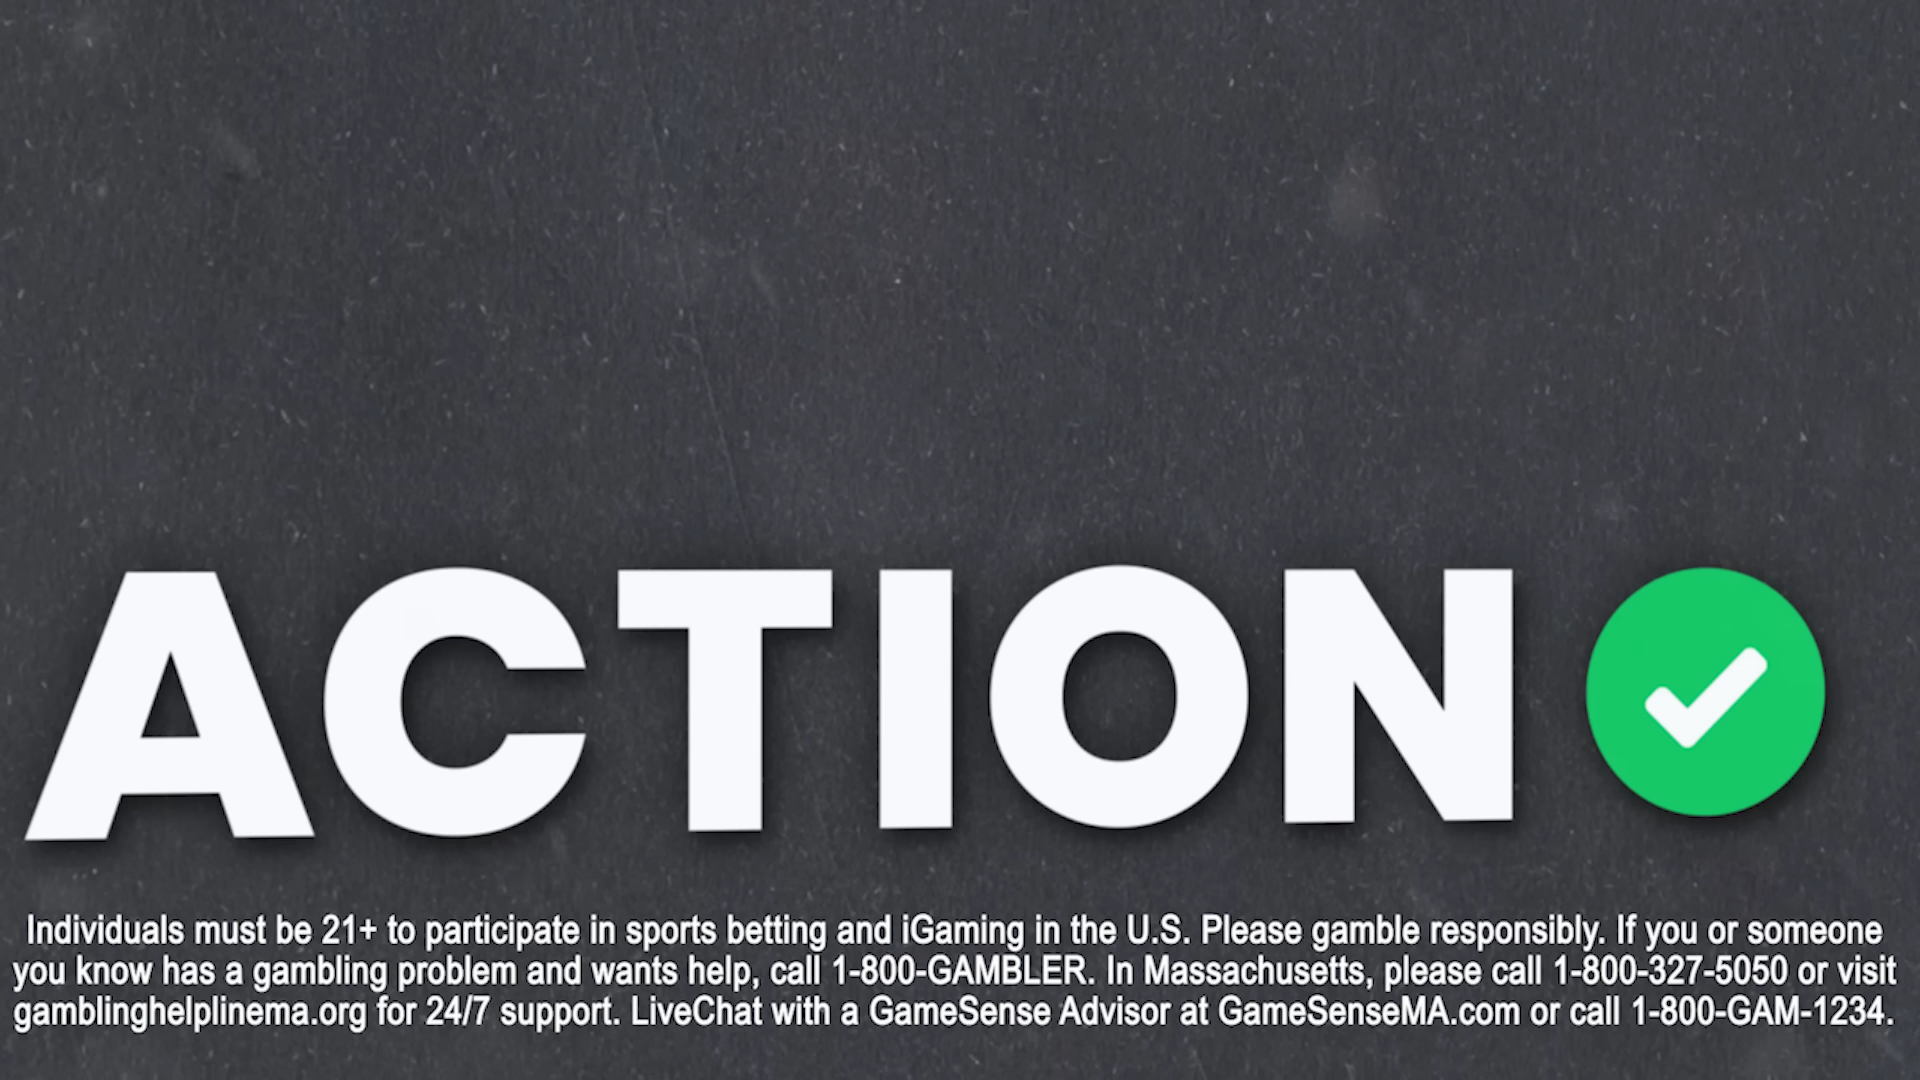 ACTION
Individuals must be 21+ to participate in sports betting and iGaming in the U.S. Please gamble responsibly. If you or someone
you know has a gambling problem and wants help, call 1-800-GAMBLER. In Massachusetts, please call 1-800-327-5050 or visit
gamblinghelplinema.org for 24/7 support. LiveChat with a GameSense Advisor at GameSenseMA.com or call 1-800-GAM-1234.